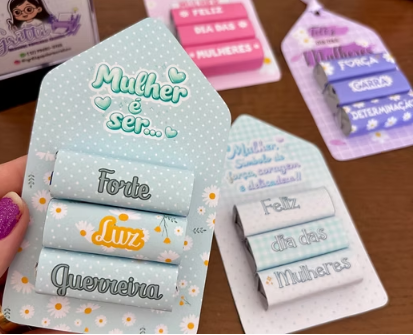 Mulher
é
ser...
Forte
Luz
Guerreira
FELIZ
DIA DAS
MULHERES
Mulheres
FORÇA
GARRA
DETERMINAÇÃO
Mulher,
Símbolo de
força, coragem
e delicadeza!!
Feliz
dia das
Mulheres